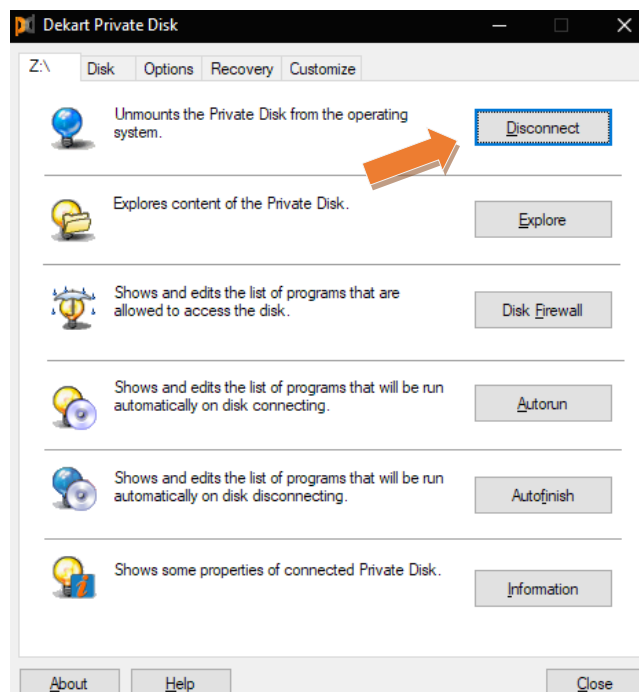 Dekart Private Disk
Z:\ Disk Options Recovery Customize
Unmounts the Private Disk from the operating
system.
Disconnect
Explores content of the Private Disk.
Explore
Shows and edits the list of programs that are
allowed to access the disk.
Disk Firewall
Shows and edits the list of programs that will be run
automatically on disk connecting.
Autorun
Shows and edits the list of programs that will be run
automatically on disk disconnecting.
Autofinish
Shows some properties of connected Private Disk.
Information
About Help Close